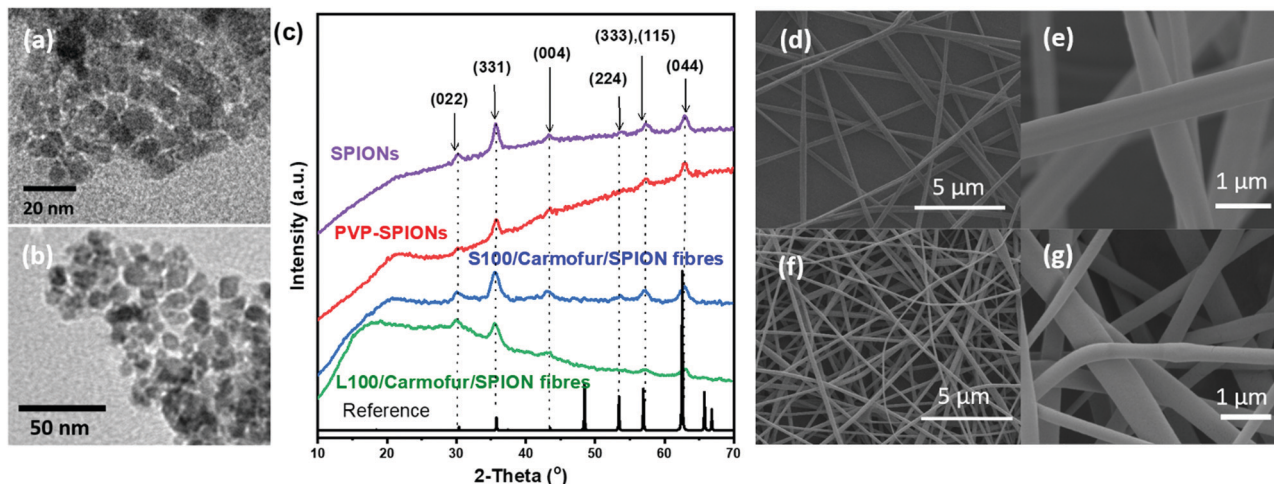 (a)
20 nm
(b)
50 nm
(c)
Intensity (a.u.)
(022)
(331)
(004)
(224)
(333),(115)
(044)
SPIONs
PVP-SPIONs
S100/Carmofur/SPION fibres
L100/Carmofur/SPION fibres
Reference
10 20 30 40 50 60 70
2-Theta (o)
(d)
5 μm
(e)
1 μm
(f)
5 μm
(g)
1 μm